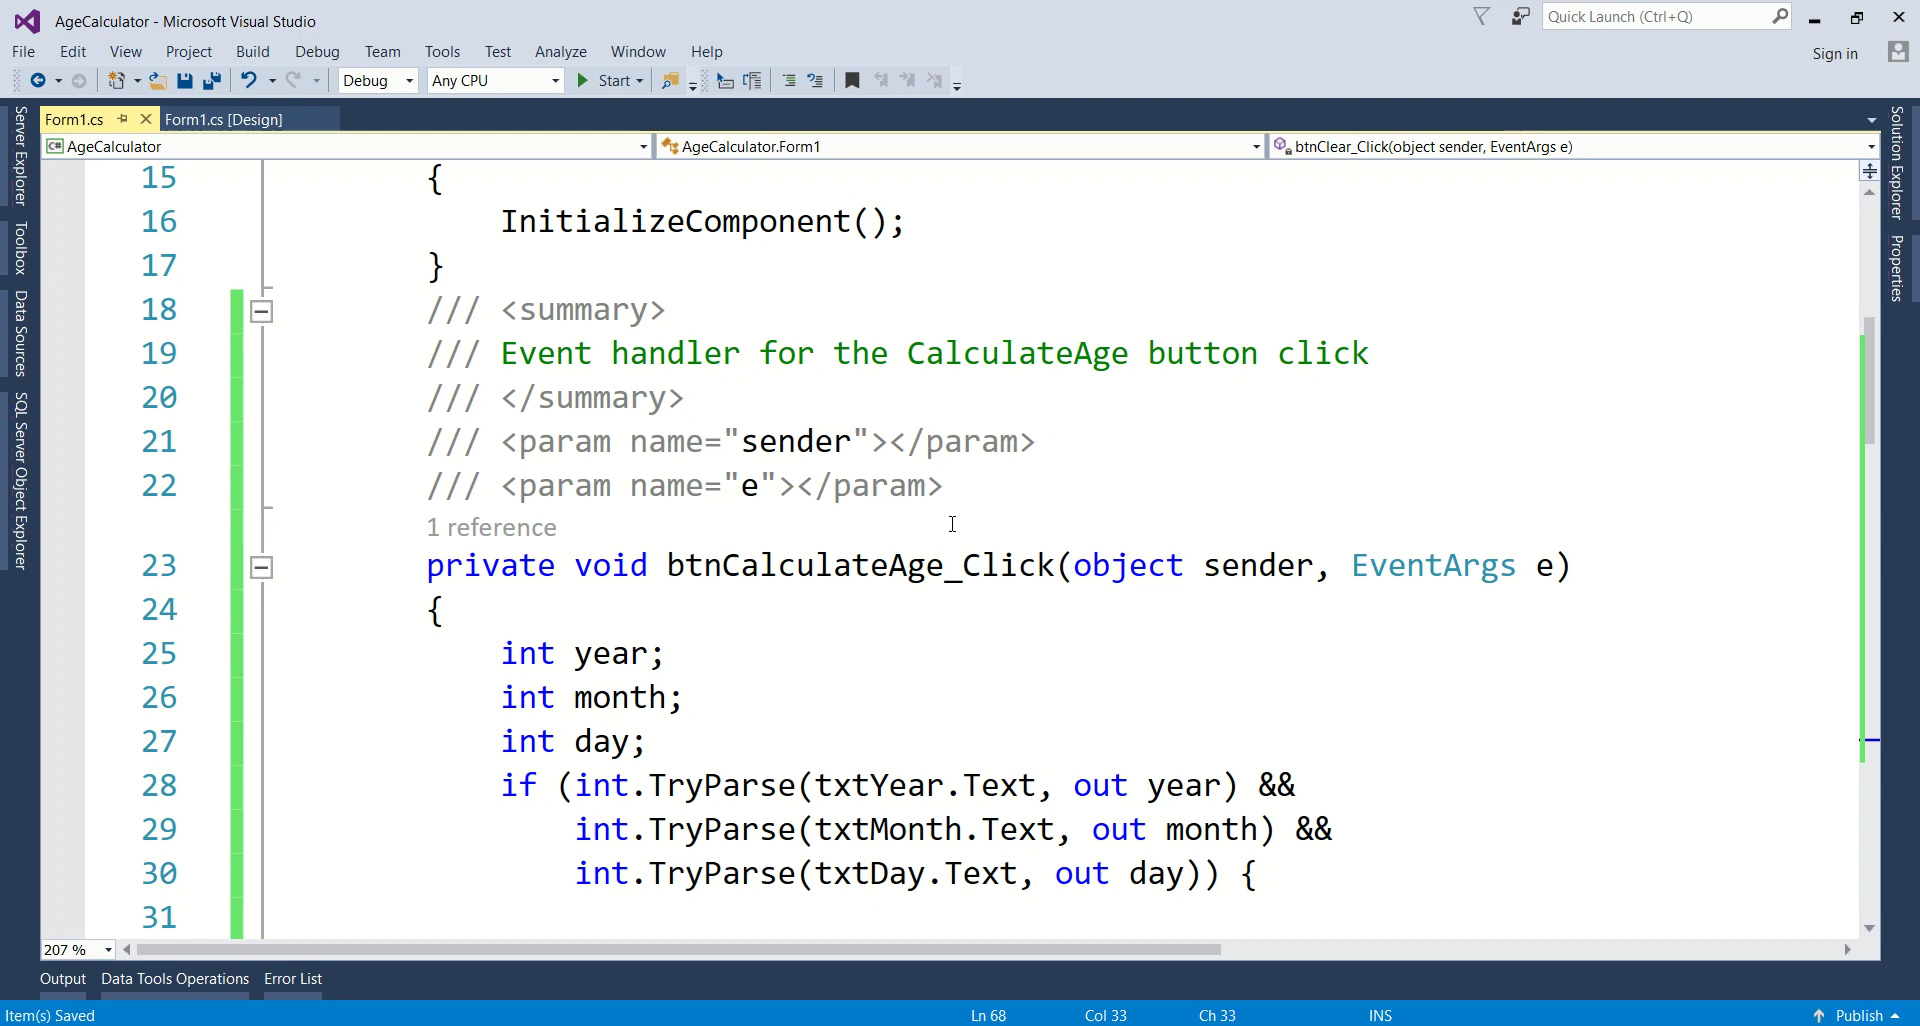 AgeCalculator - Microsoft Visual Studio
Quick Launch (Ctrl+Q)
File Edit View Project Build Debug Team Tools Test Analyze Window Help
Sign in
Debug Any CPU Start
Form1.cs Form1.cs [Design]
C# AgeCalculator AgeCalculator.Form1 btnClear_Click(object sender, EventArgs e)
Server Explorer
Toolbox
Data Sources
SQL Server Object Explorer
Solution Explorer
Properties
15 {
16 InitializeComponent();
17 }
18 /// <summary>
19 /// Event handler for the CalculateAge button click
20 /// </summary>
21 /// <param name="sender"></param>
22 /// <param name="e"></param>
1 reference
23 private void btnCalculateAge_Click(object sender, EventArgs e)
24 {
25 int year;
26 int month;
27 int day;
28 if (int.TryParse(txtYear.Text, out year) &&
29 int.TryParse(txtMonth.Text, out month) &&
30 int.TryParse(txtDay.Text, out day)) {
31
207 %
Output Data Tools Operations Error List
Item(s) Saved Ln 68 Col 33 Ch 33 INS Publish